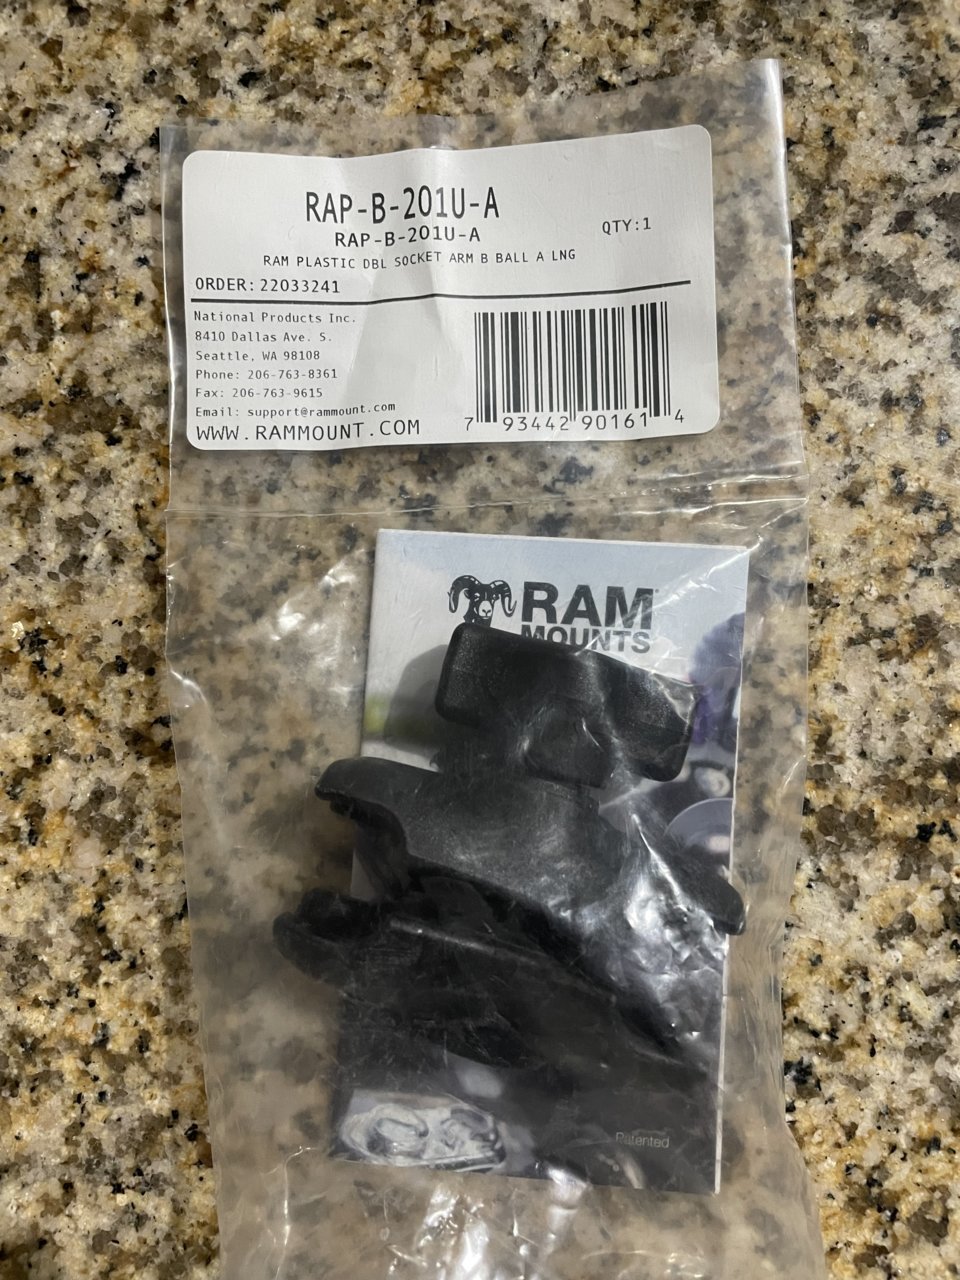 RAP-B-201U-A
RAP-B-201U-A
QTY:1
RAM PLASTIC DBL SOCKET ARM B BALL A LNG
ORDER: 22033241
National Products Inc.
8410 Dallas Ave. S.
Seattle, WA 98108
Phone: 206-763-8361
Fax: 206-763-9615
Email: support@rammount.com
WWW.RAMMOUNT.COM
7 93442 90161 4
RAM
MOUNTS
Patented